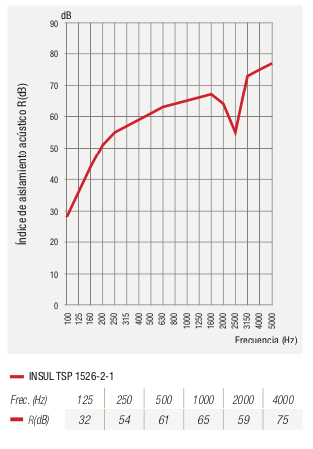 dB
90
80
70
60
50
40
30
20
10
0
Índice de aislamiento acústico R(dB)
100 125 160 200 250 315 400 500 630 800 1000 1250 1600 2000 2500 3150 4000 5000
Frecuencia (Hz)
INSUL TSP 1526-2-1
Frec. (Hz) 125 250 500 1000 2000 4000
R(dB) 32 54 61 65 59 75